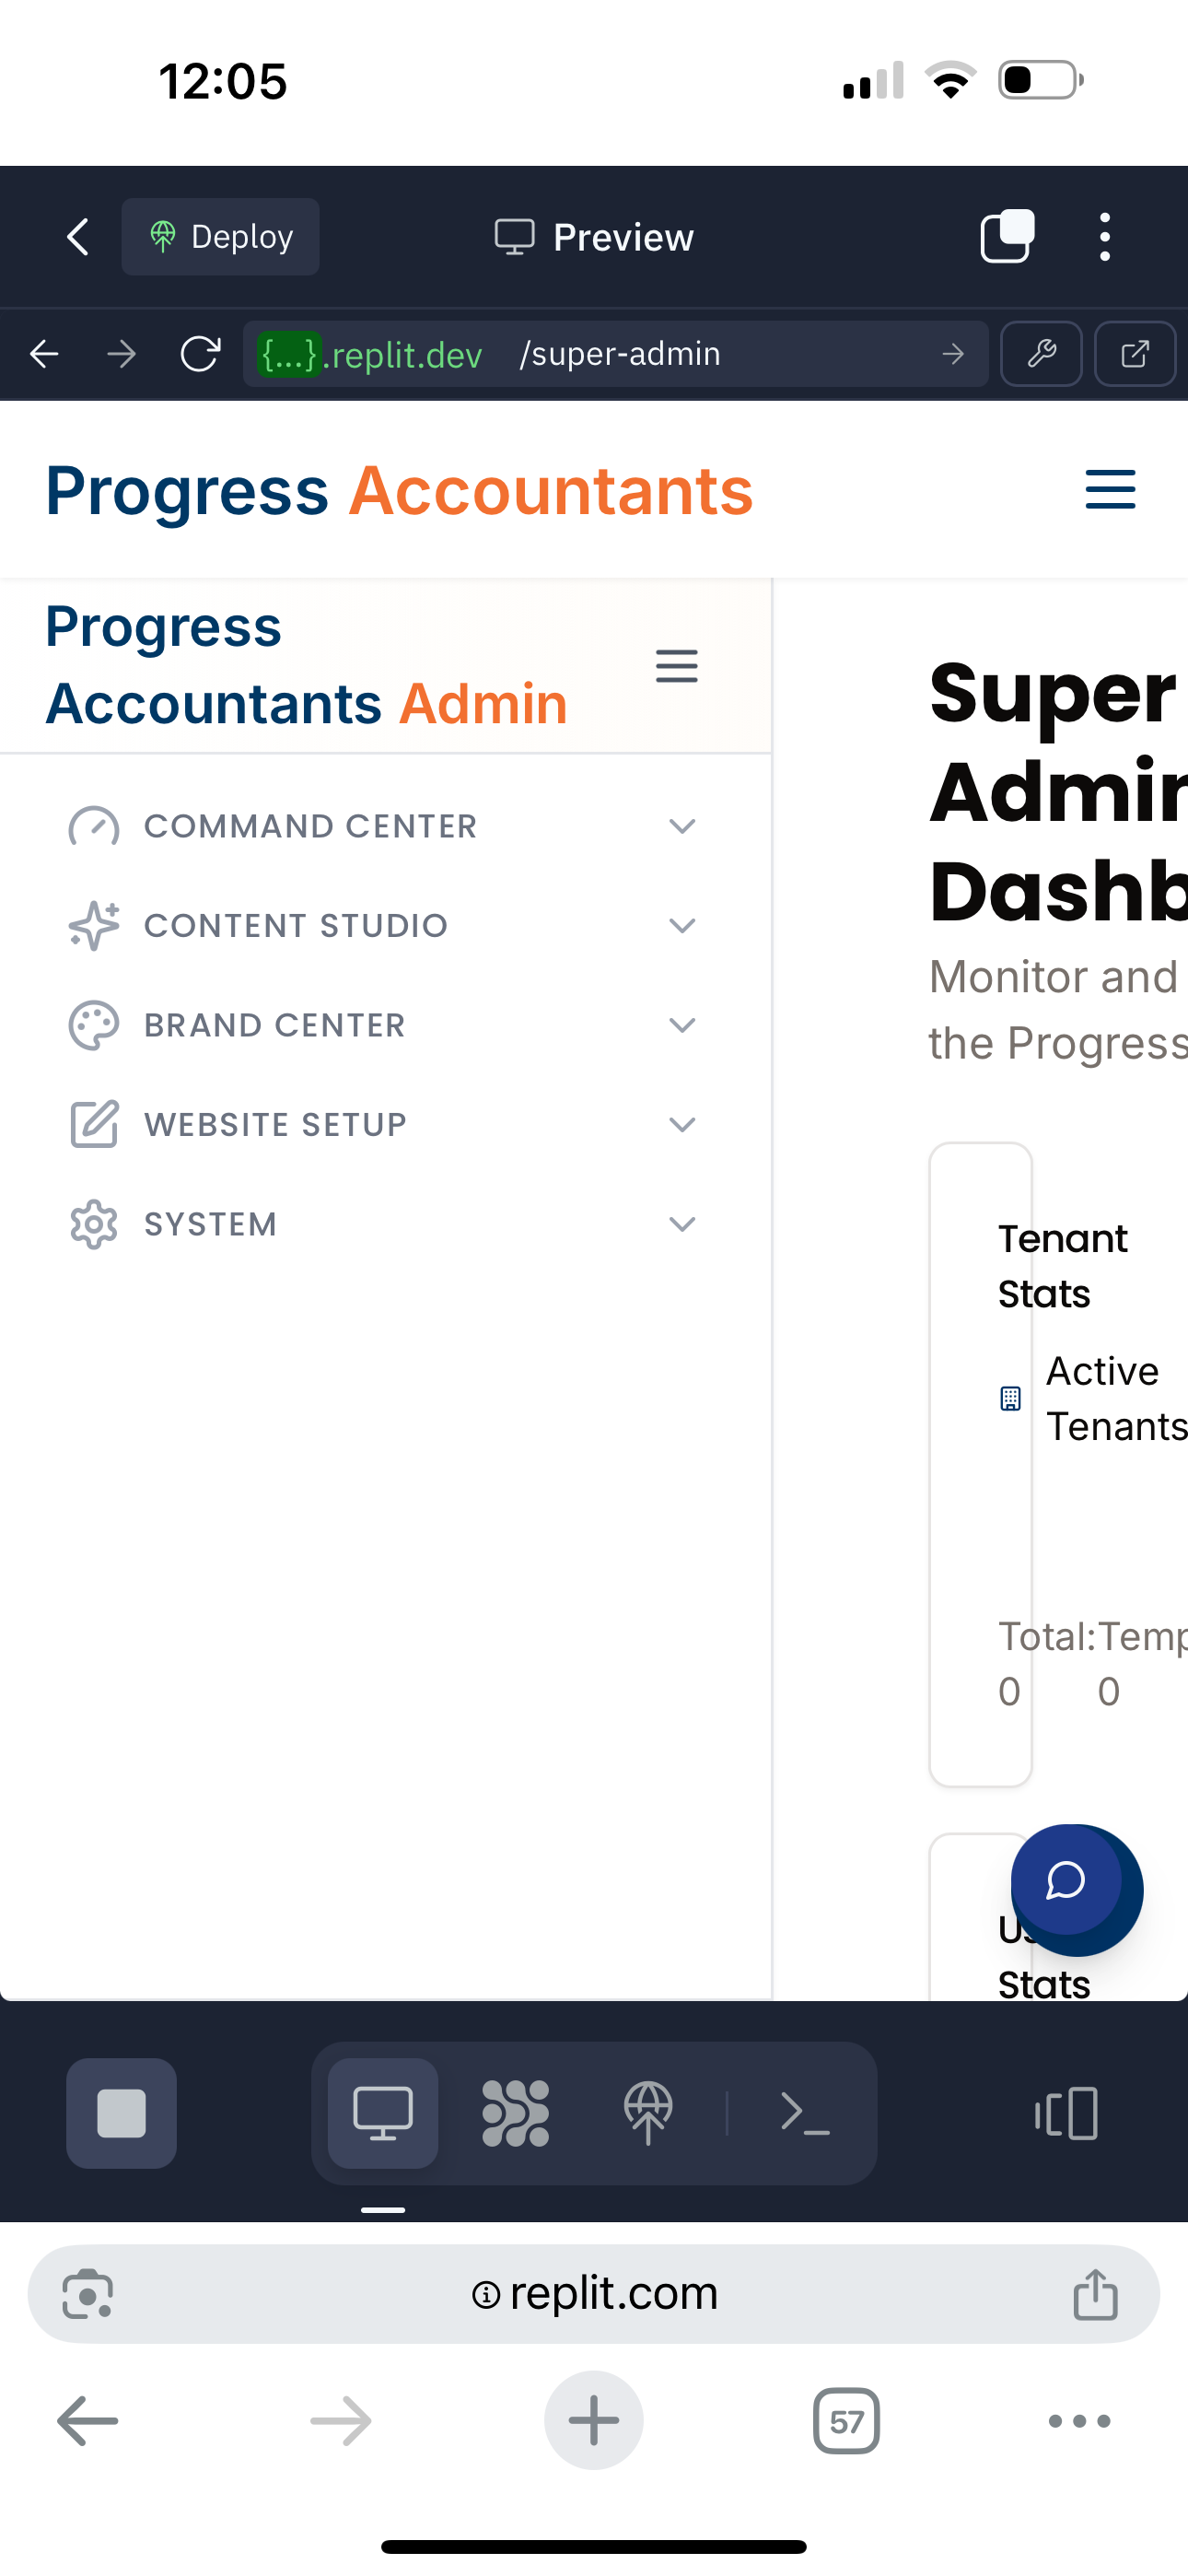 12:05
Deploy
Preview
{...}.replit.dev /super-admin
Progress Accountants
Progress
Accountants Admin
COMMAND CENTER
CONTENT STUDIO
BRAND CENTER
WEBSITE SETUP
SYSTEM
Super
Admin
Dashb
Monitor and
the Progress
Tenant
Stats
Active
Tenants
Total: Temp
0 0
Stats
replit.com
57